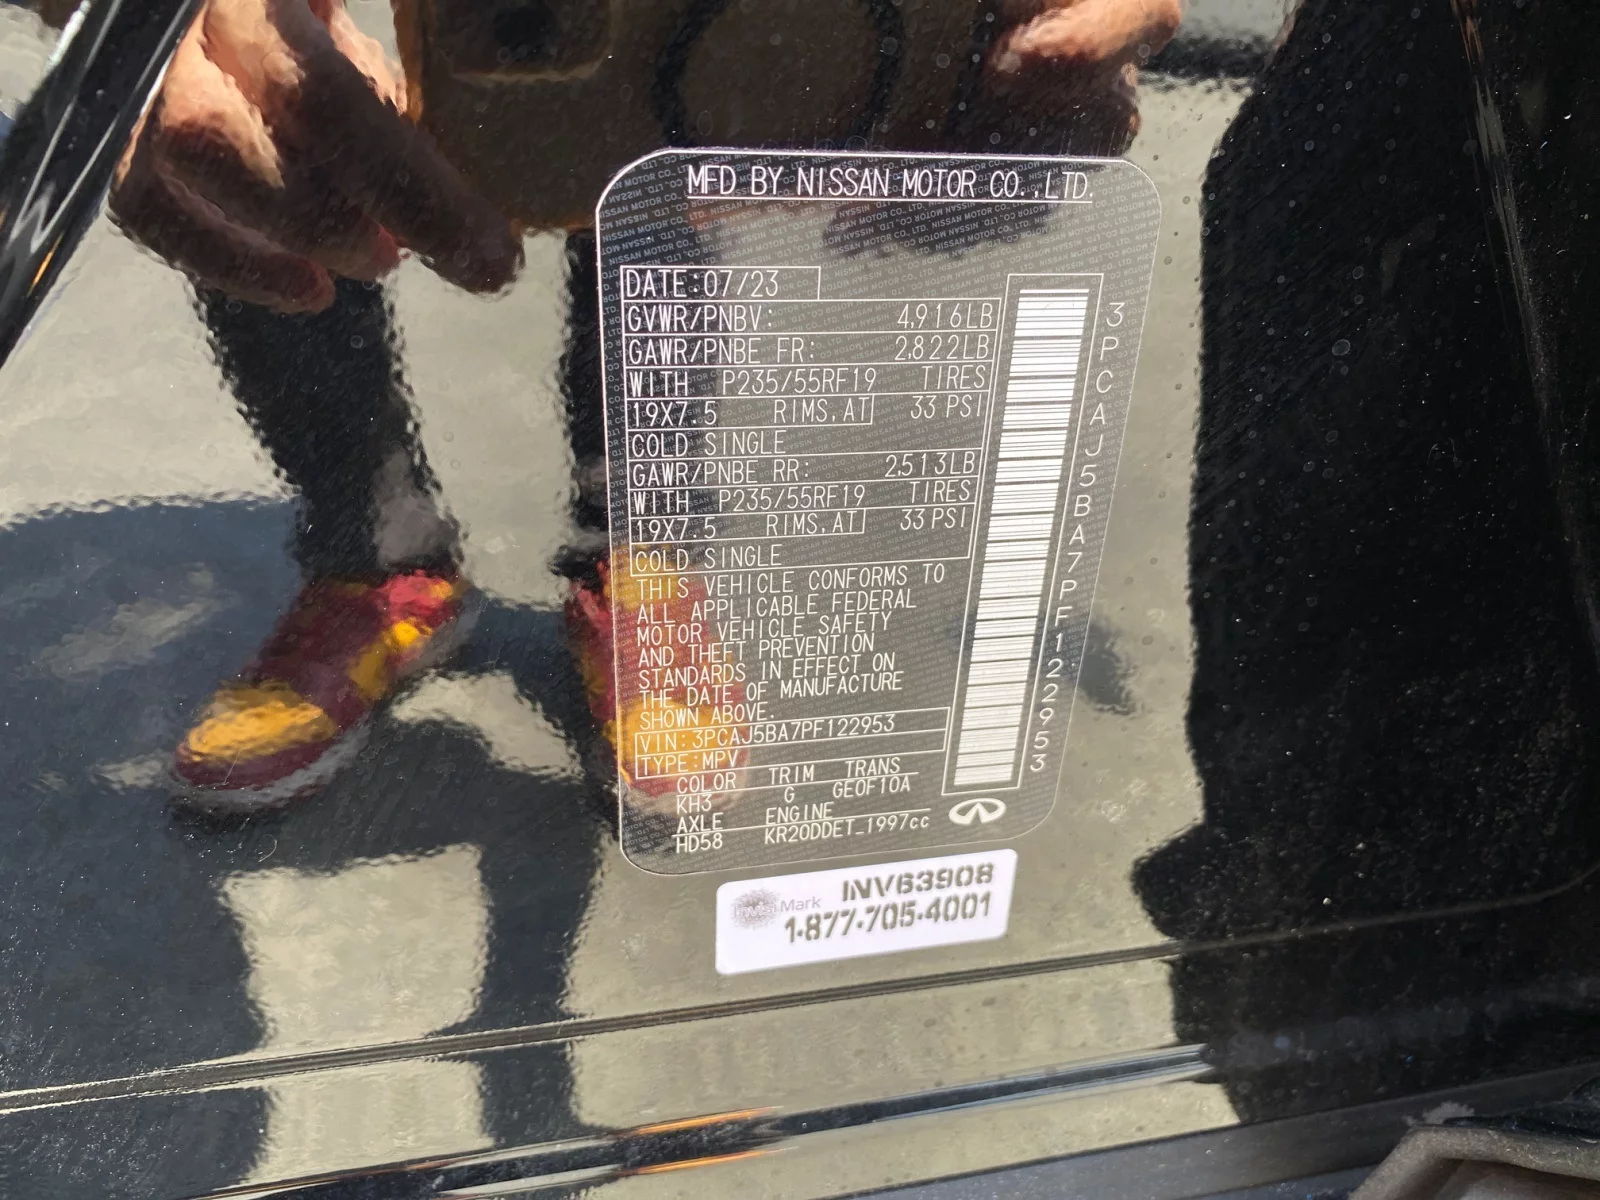 MFD BY NISSAN MOTOR CO., LTD.
DATE:07/23
GVWR/PNBV: 4,916LB
GAWR/PNBE FR: 2,822LB
WITH P235/55RF19 TIRES
19X7.5 RIMS,AT 33 PSI
COLD SINGLE
GAWR/PNBE RR: 2,513LB
WITH P235/55RF19 TIRES
19X7.5 RIMS,AT 33 PSI
COLD SINGLE
THIS VEHICLE CONFORMS TO
ALL APPLICABLE FEDERAL
MOTOR VEHICLE SAFETY
AND THEFT PREVENTION
STANDARDS IN EFFECT ON
THE DATE OF MANUFACTURE
SHOWN ABOVE.
VIN:3PCAJ5BA7PF122953
TYPE:MPV
COLOR TRIM TRANS
KH3 G GEOF10A
AXLE ENGINE
HD58 KR20DDET_1997cc
3PCAJ5BA7PF122953
Mark INV63908
1-877-705-4001